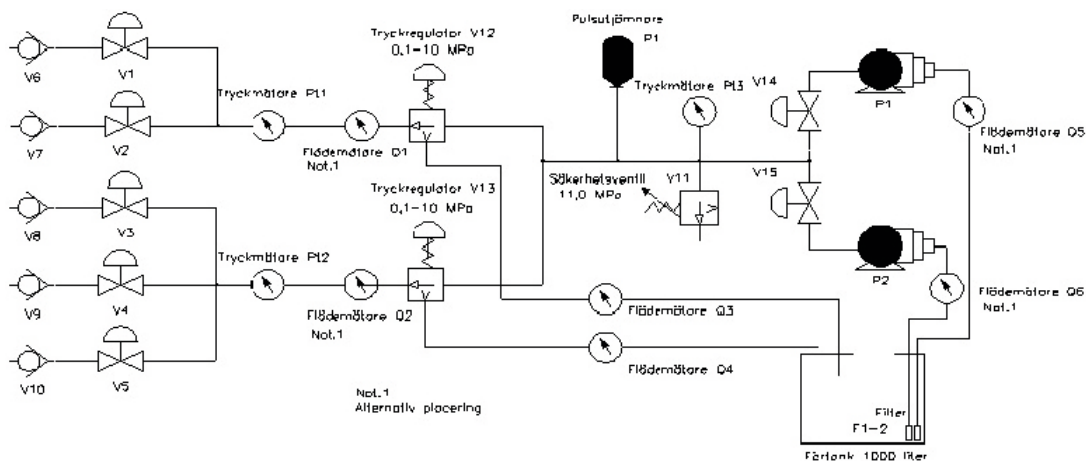 Tryckregulator V12
0,1-10 MPa
Pulsutjämnare
P1
V6
V1
Tryckmätare Pt1
Tryckmätare Pt3
V14
P1
V7
V2
Flödemätare Q1
Not.1
Flödemätare Q5
Not.1
Tryckregulator V13
0,1-10 MPa
Säkerhetsventil
11,0 MPa
V11
V15
V8
V3
Tryckmätare Pt2
P2
V9
V4
Flödemätare Q2
Not.1
Flödemätare Q3
Flödemätare Q6
Not.1
V10
V5
Flödemätare Q4
Not.1
Alternativ placering
Filter
F1-2
Förtank 1000 liter